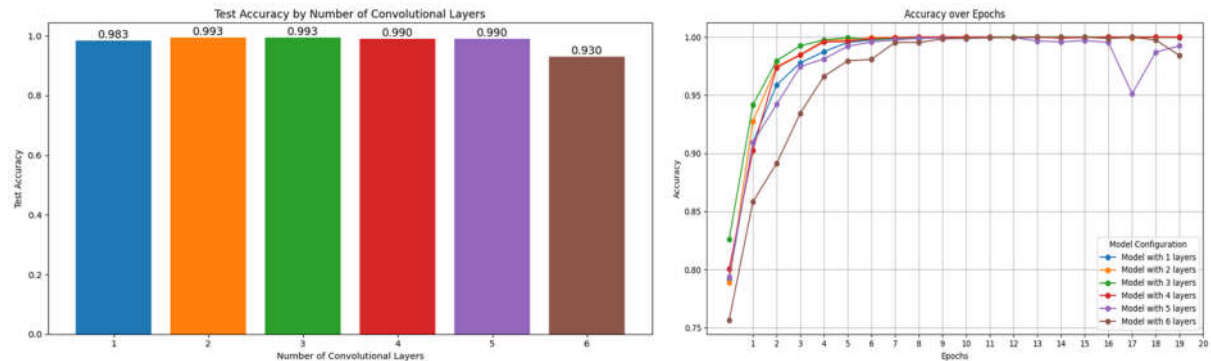 Test Accuracy by Number of Convolutional Layers
0.983 0.993 0.993 0.990 0.990 0.930
1.0
0.8
0.6
0.4
0.2
0.0
Test Accuracy
1 2 3 4 5 6
Number of Convolutional Layers
Accuracy over Epochs
1.00
0.95
0.90
0.85
0.80
0.75
Accuracy
Model Configuration
Model with 1 layers
Model with 2 layers
Model with 3 layers
Model with 4 layers
Model with 5 layers
Model with 6 layers
1 2 3 4 5 6 7 8 9 10 11 12 13 14 15 16 17 18 19 20
Epochs